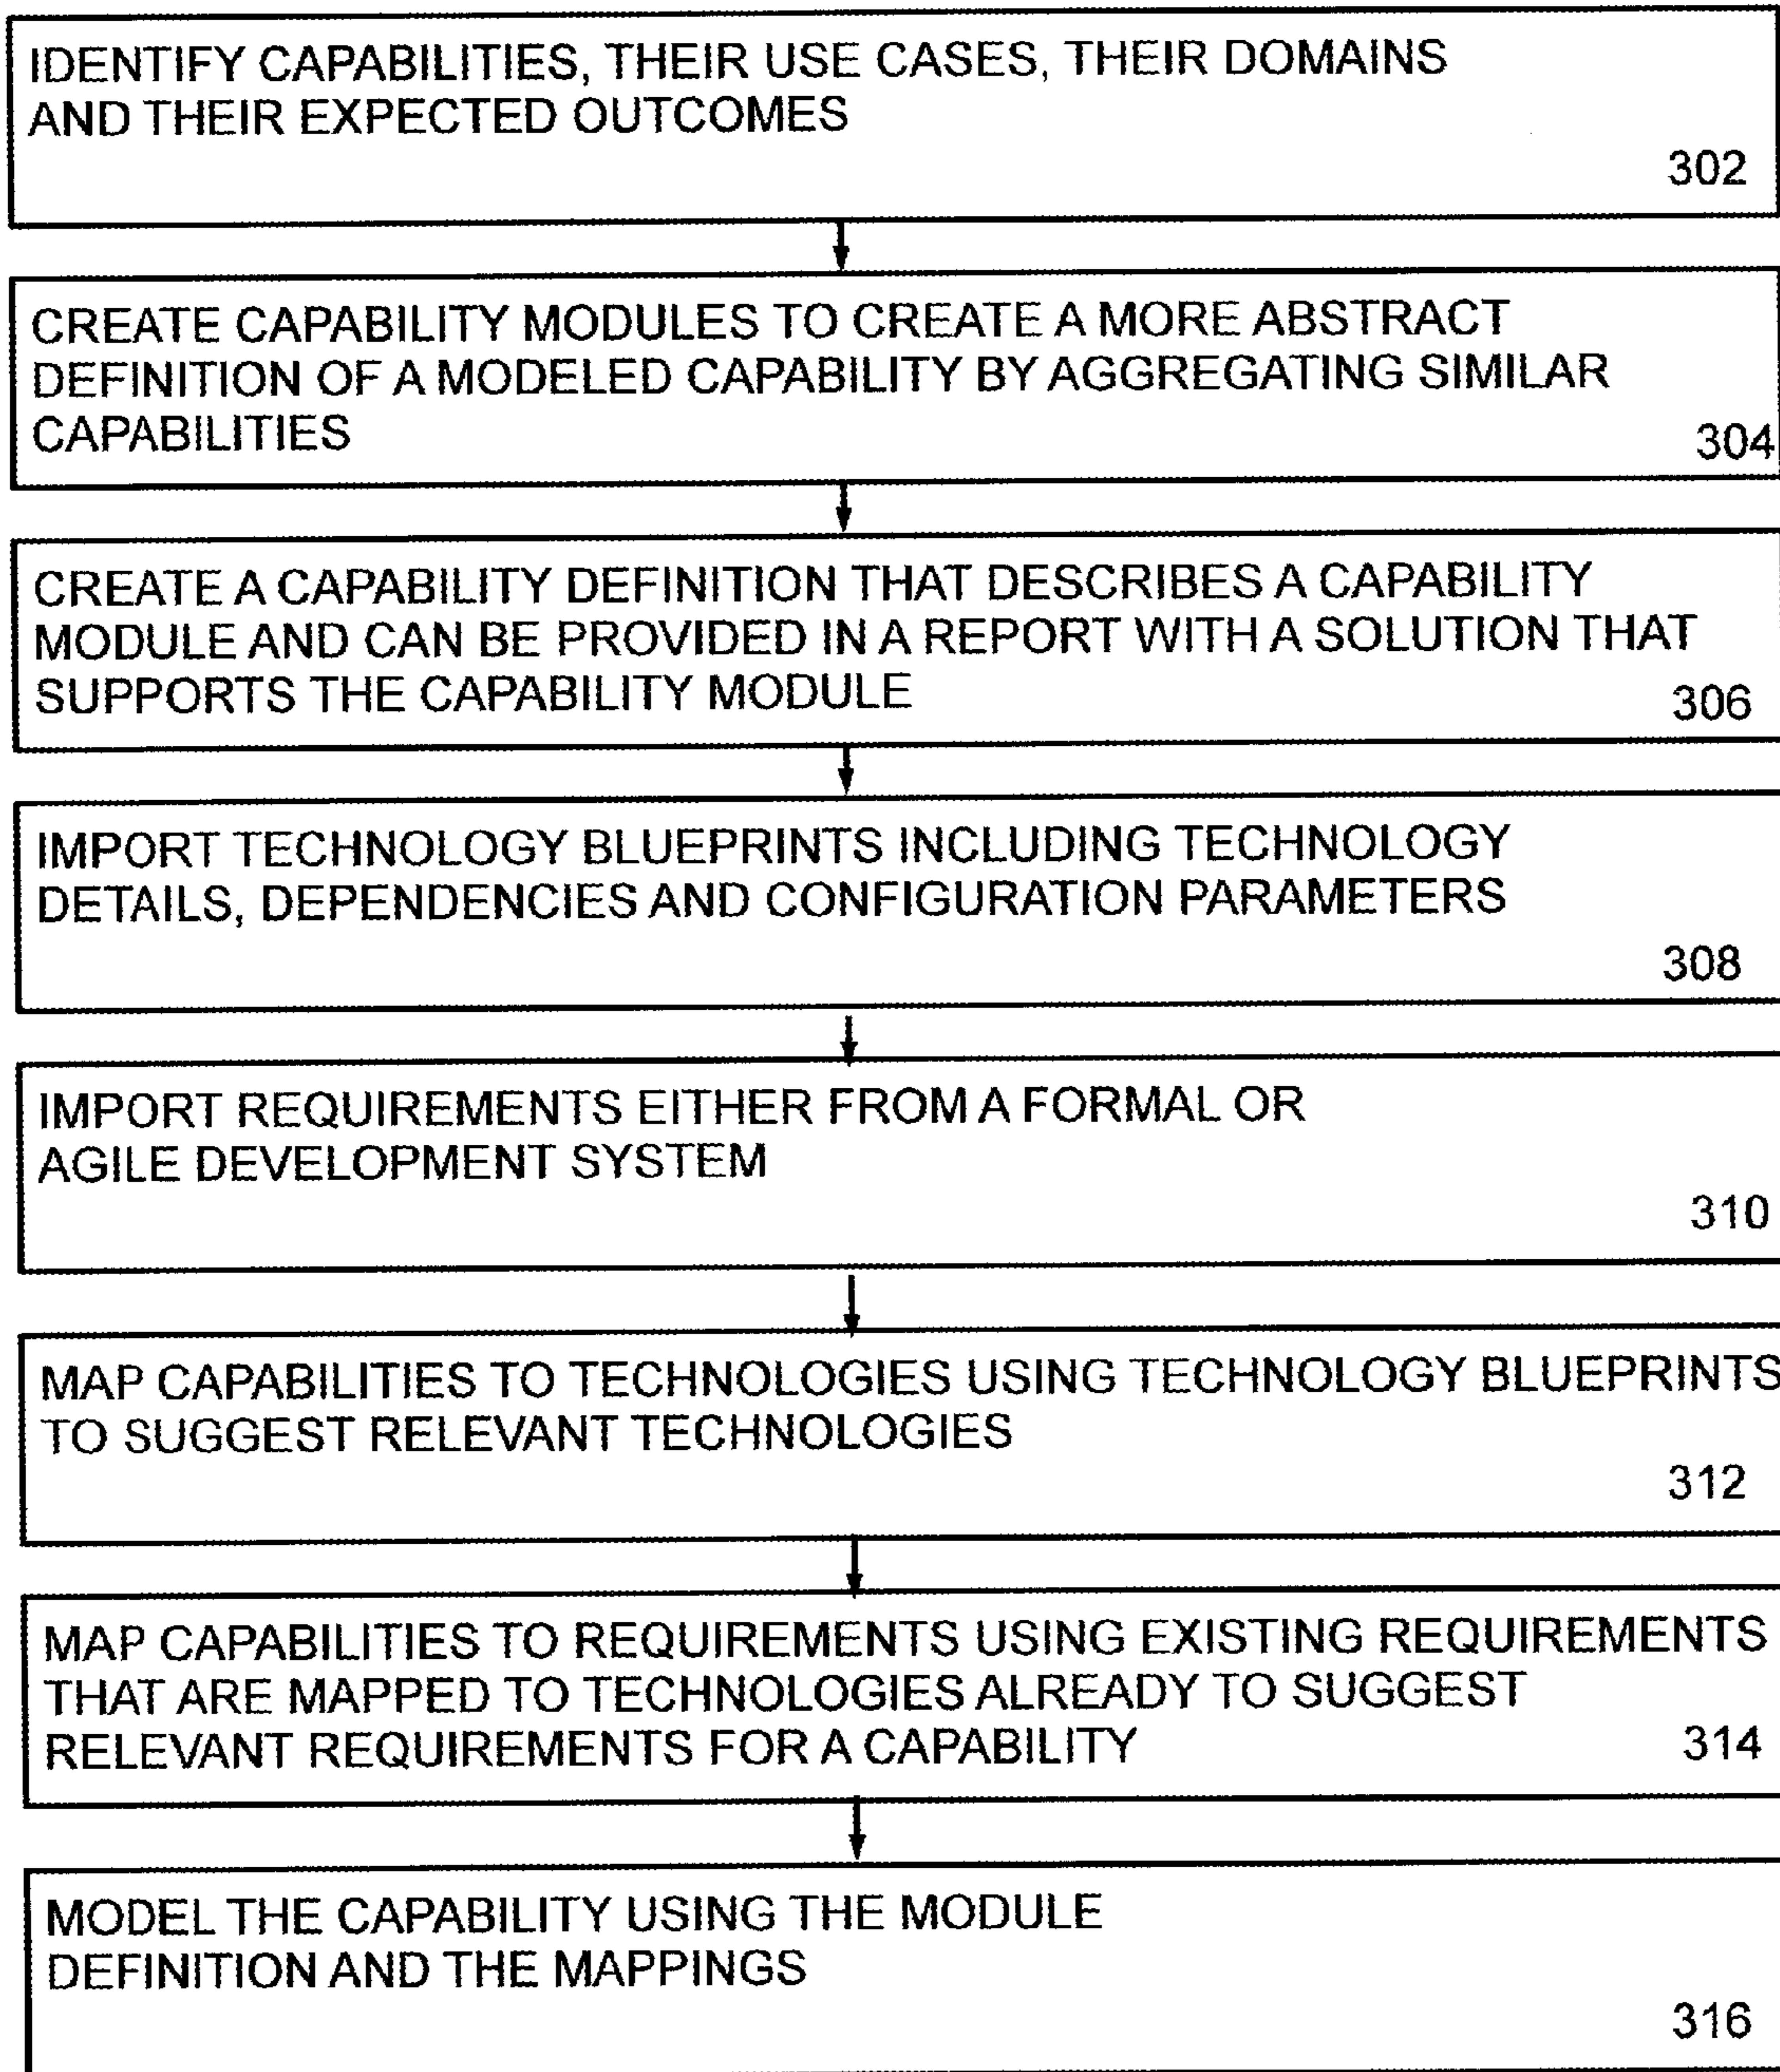 IDENTIFY CAPABILITIES, THEIR USE CASES, THEIR DOMAINS
AND THEIR EXPECTED OUTCOMES
302
CREATE CAPABILITY MODULES TO CREATE A MORE ABSTRACT
DEFINITION OF A MODELED CAPABILITY BY AGGREGATING SIMILAR
CAPABILITIES
304
CREATE A CAPABILITY DEFINITION THAT DESCRIBES A CAPABILITY
MODULE AND CAN BE PROVIDED IN A REPORT WITH A SOLUTION THAT
SUPPORTS THE CAPABILITY MODULE
306
IMPORT TECHNOLOGY BLUEPRINTS INCLUDING TECHNOLOGY
DETAILS, DEPENDENCIES AND CONFIGURATION PARAMETERS
308
IMPORT REQUIREMENTS EITHER FROM A FORMAL OR
AGILE DEVELOPMENT SYSTEM
310
MAP CAPABILITIES TO TECHNOLOGIES USING TECHNOLOGY BLUEPRINTS
TO SUGGEST RELEVANT TECHNOLOGIES
312
MAP CAPABILITIES TO REQUIREMENTS USING EXISTING REQUIREMENTS
THAT ARE MAPPED TO TECHNOLOGIES ALREADY TO SUGGEST
RELEVANT REQUIREMENTS FOR A CAPABILITY
314
MODEL THE CAPABILITY USING THE MODULE
DEFINITION AND THE MAPPINGS
316